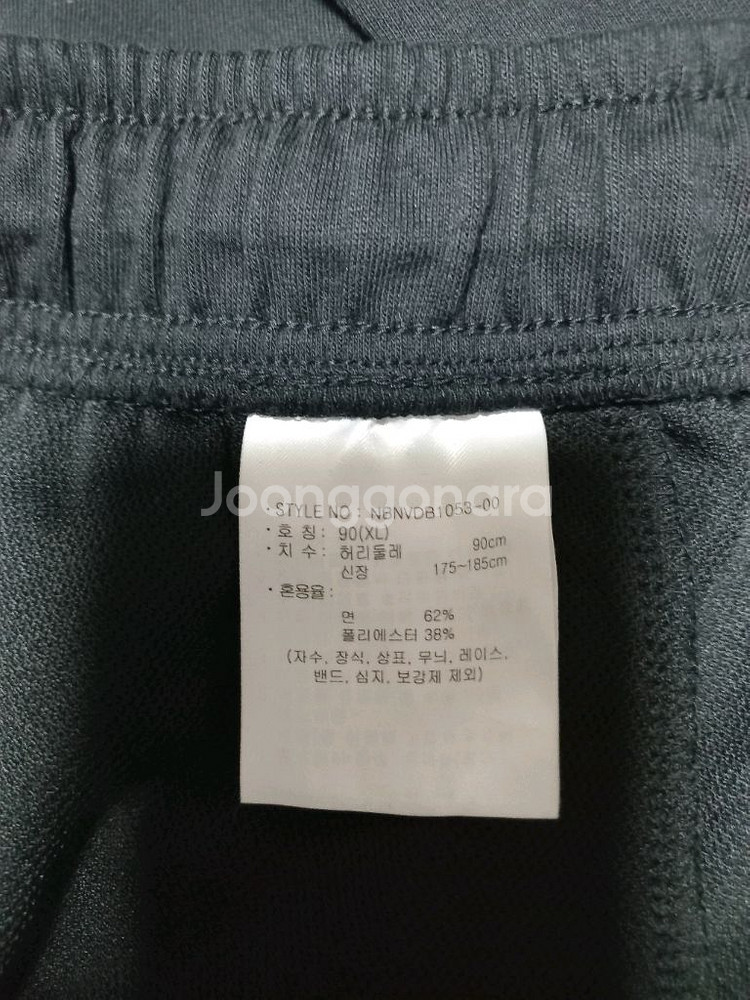 Joonggonara
· STYLE NO : NBNVDB1053-00
· 호 칭 : 90(XL)
· 치 수 : 허리둘레 90cm
신장 175~185cm
· 혼용율 :
면 62%
폴리에스터 38%
(자수, 장식, 상표, 무늬, 레이스,
밴드, 심지, 보강제 제외)